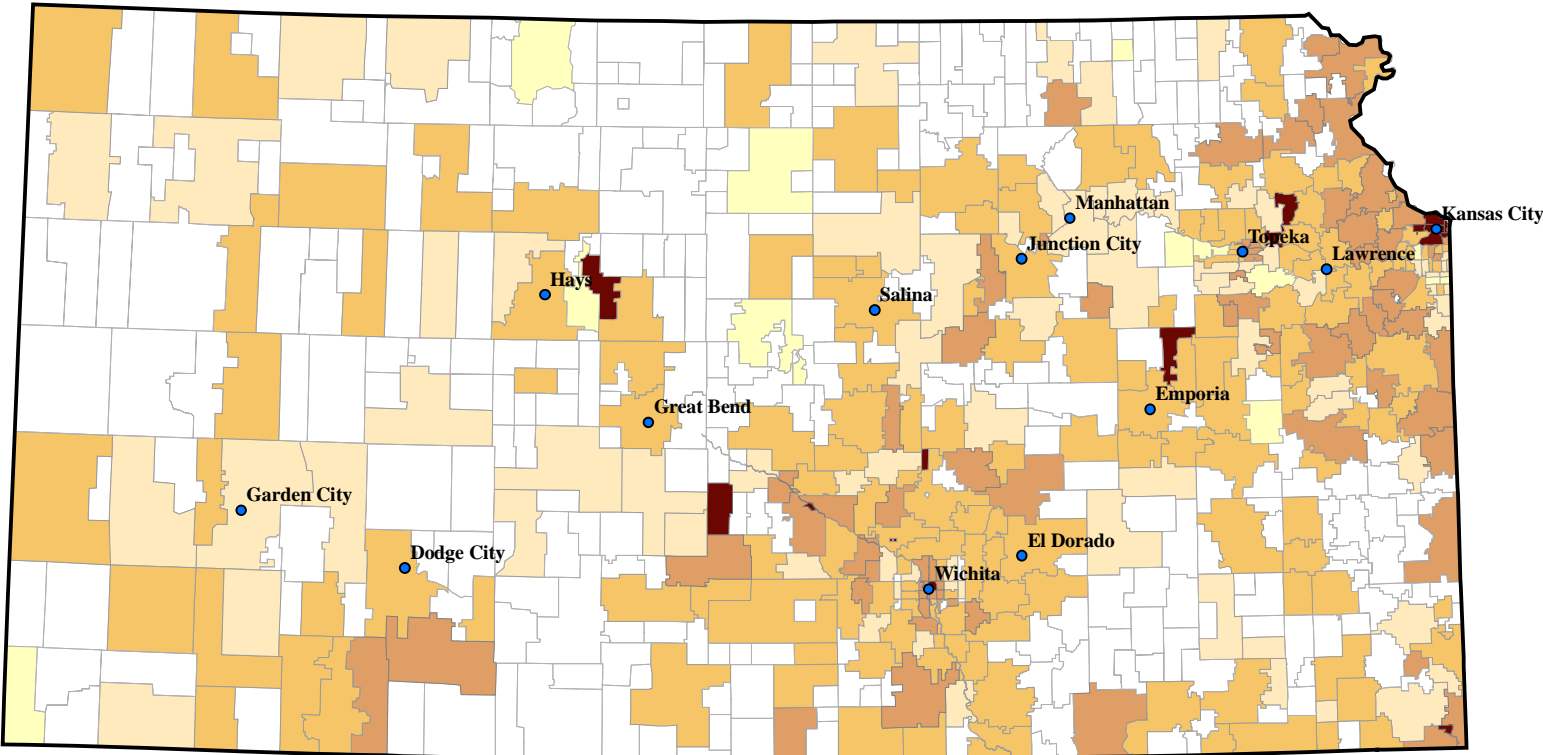 Manhattan
Kansas City
Topeka
Junction City
Lawrence
Hays
Salina
Emporia
Great Bend
Garden City
El Dorado
Dodge City
Wichita